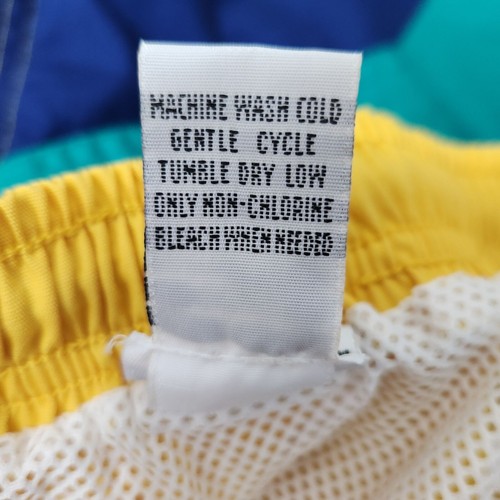 MACHINE WASH COLD
GENTLE CYCLE
TUMBLE DRY LOW
ONLY NON-CHLORINE
BLEACH WHEN NEEDED